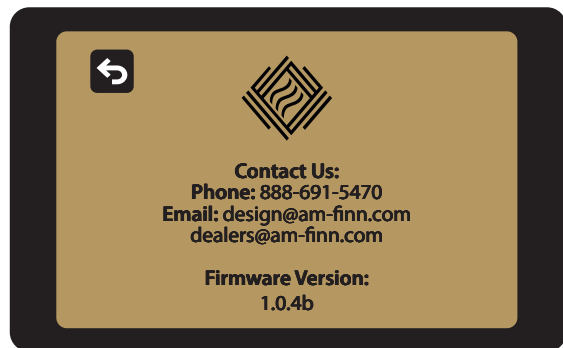 Contact Us:
Phone: 888-691-5470
Email: design@am-finn.com
dealers@am-finn.com
Firmware Version:
1.0.4b